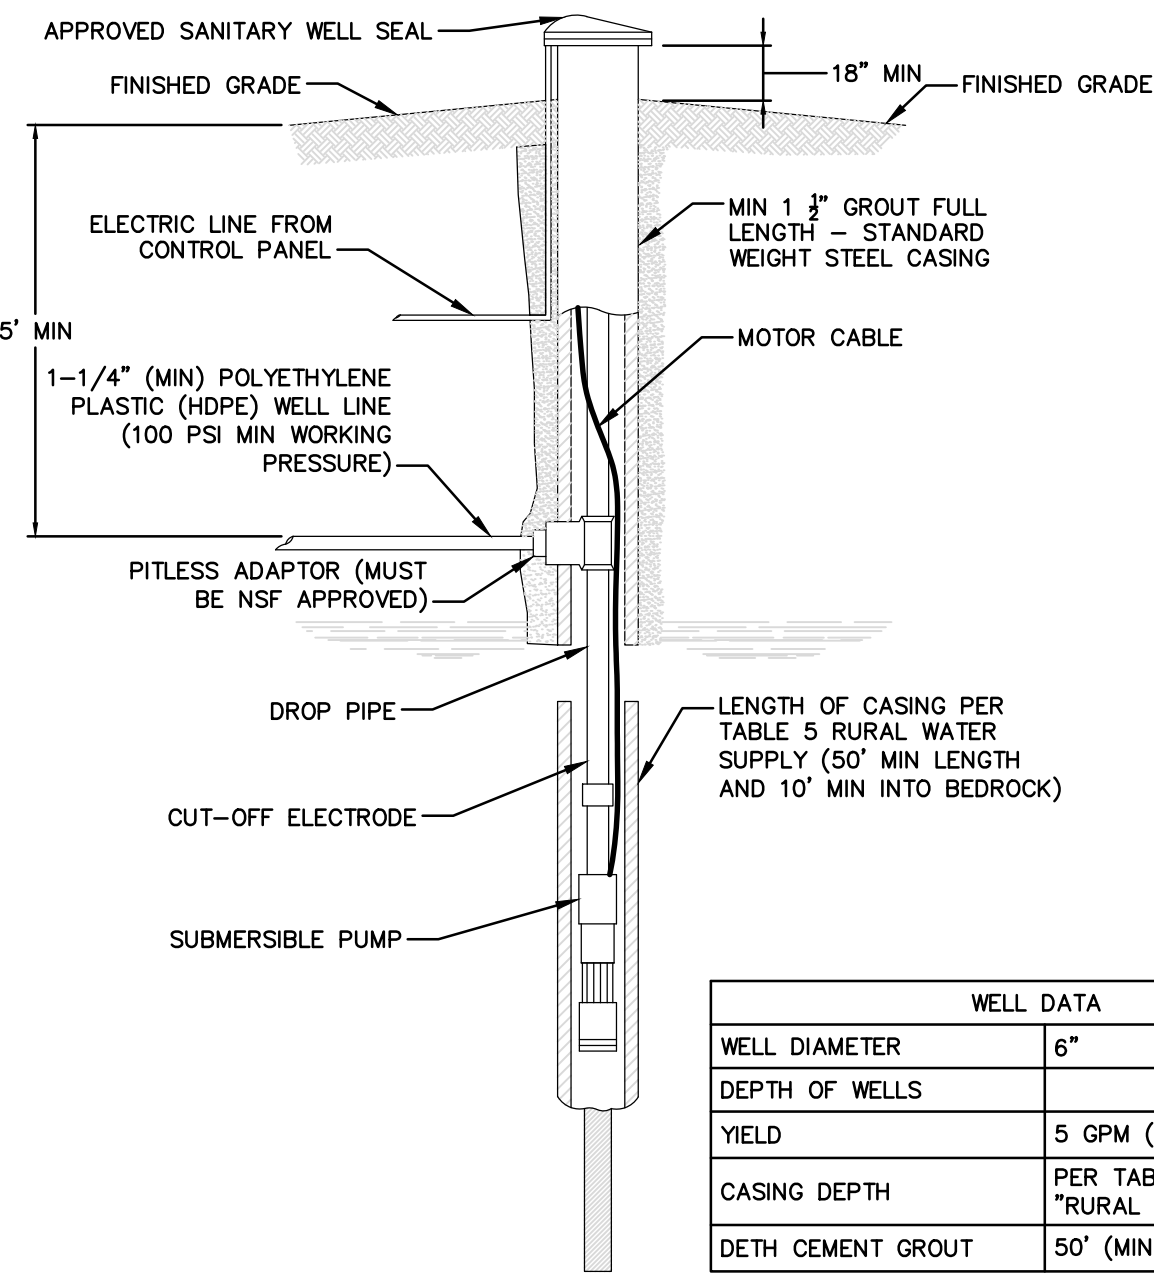 APPROVED SANITARY WELL SEAL
FINISHED GRADE
18" MIN
FINISHED GRADE
ELECTRIC LINE FROM
CONTROL PANEL
MIN 1 ½" GROUT FULL
LENGTH – STANDARD
WEIGHT STEEL CASING
5' MIN
MOTOR CABLE
1–1/4" (MIN) POLYETHYLENE
PLASTIC (HDPE) WELL LINE
(100 PSI MIN WORKING
PRESSURE)
PITLESS ADAPTOR (MUST
BE NSF APPROVED)
DROP PIPE
LENGTH OF CASING PER
TABLE 5 RURAL WATER
SUPPLY (50' MIN LENGTH
AND 10' MIN INTO BEDROCK)
CUT–OFF ELECTRODE
SUBMERSIBLE PUMP
WELL DATA
WELL DIAMETER 6"
DEPTH OF WELLS
YIELD 5 GPM (
CASING DEPTH PER TAB
"RURAL
DETH CEMENT GROUT 50' (MIN